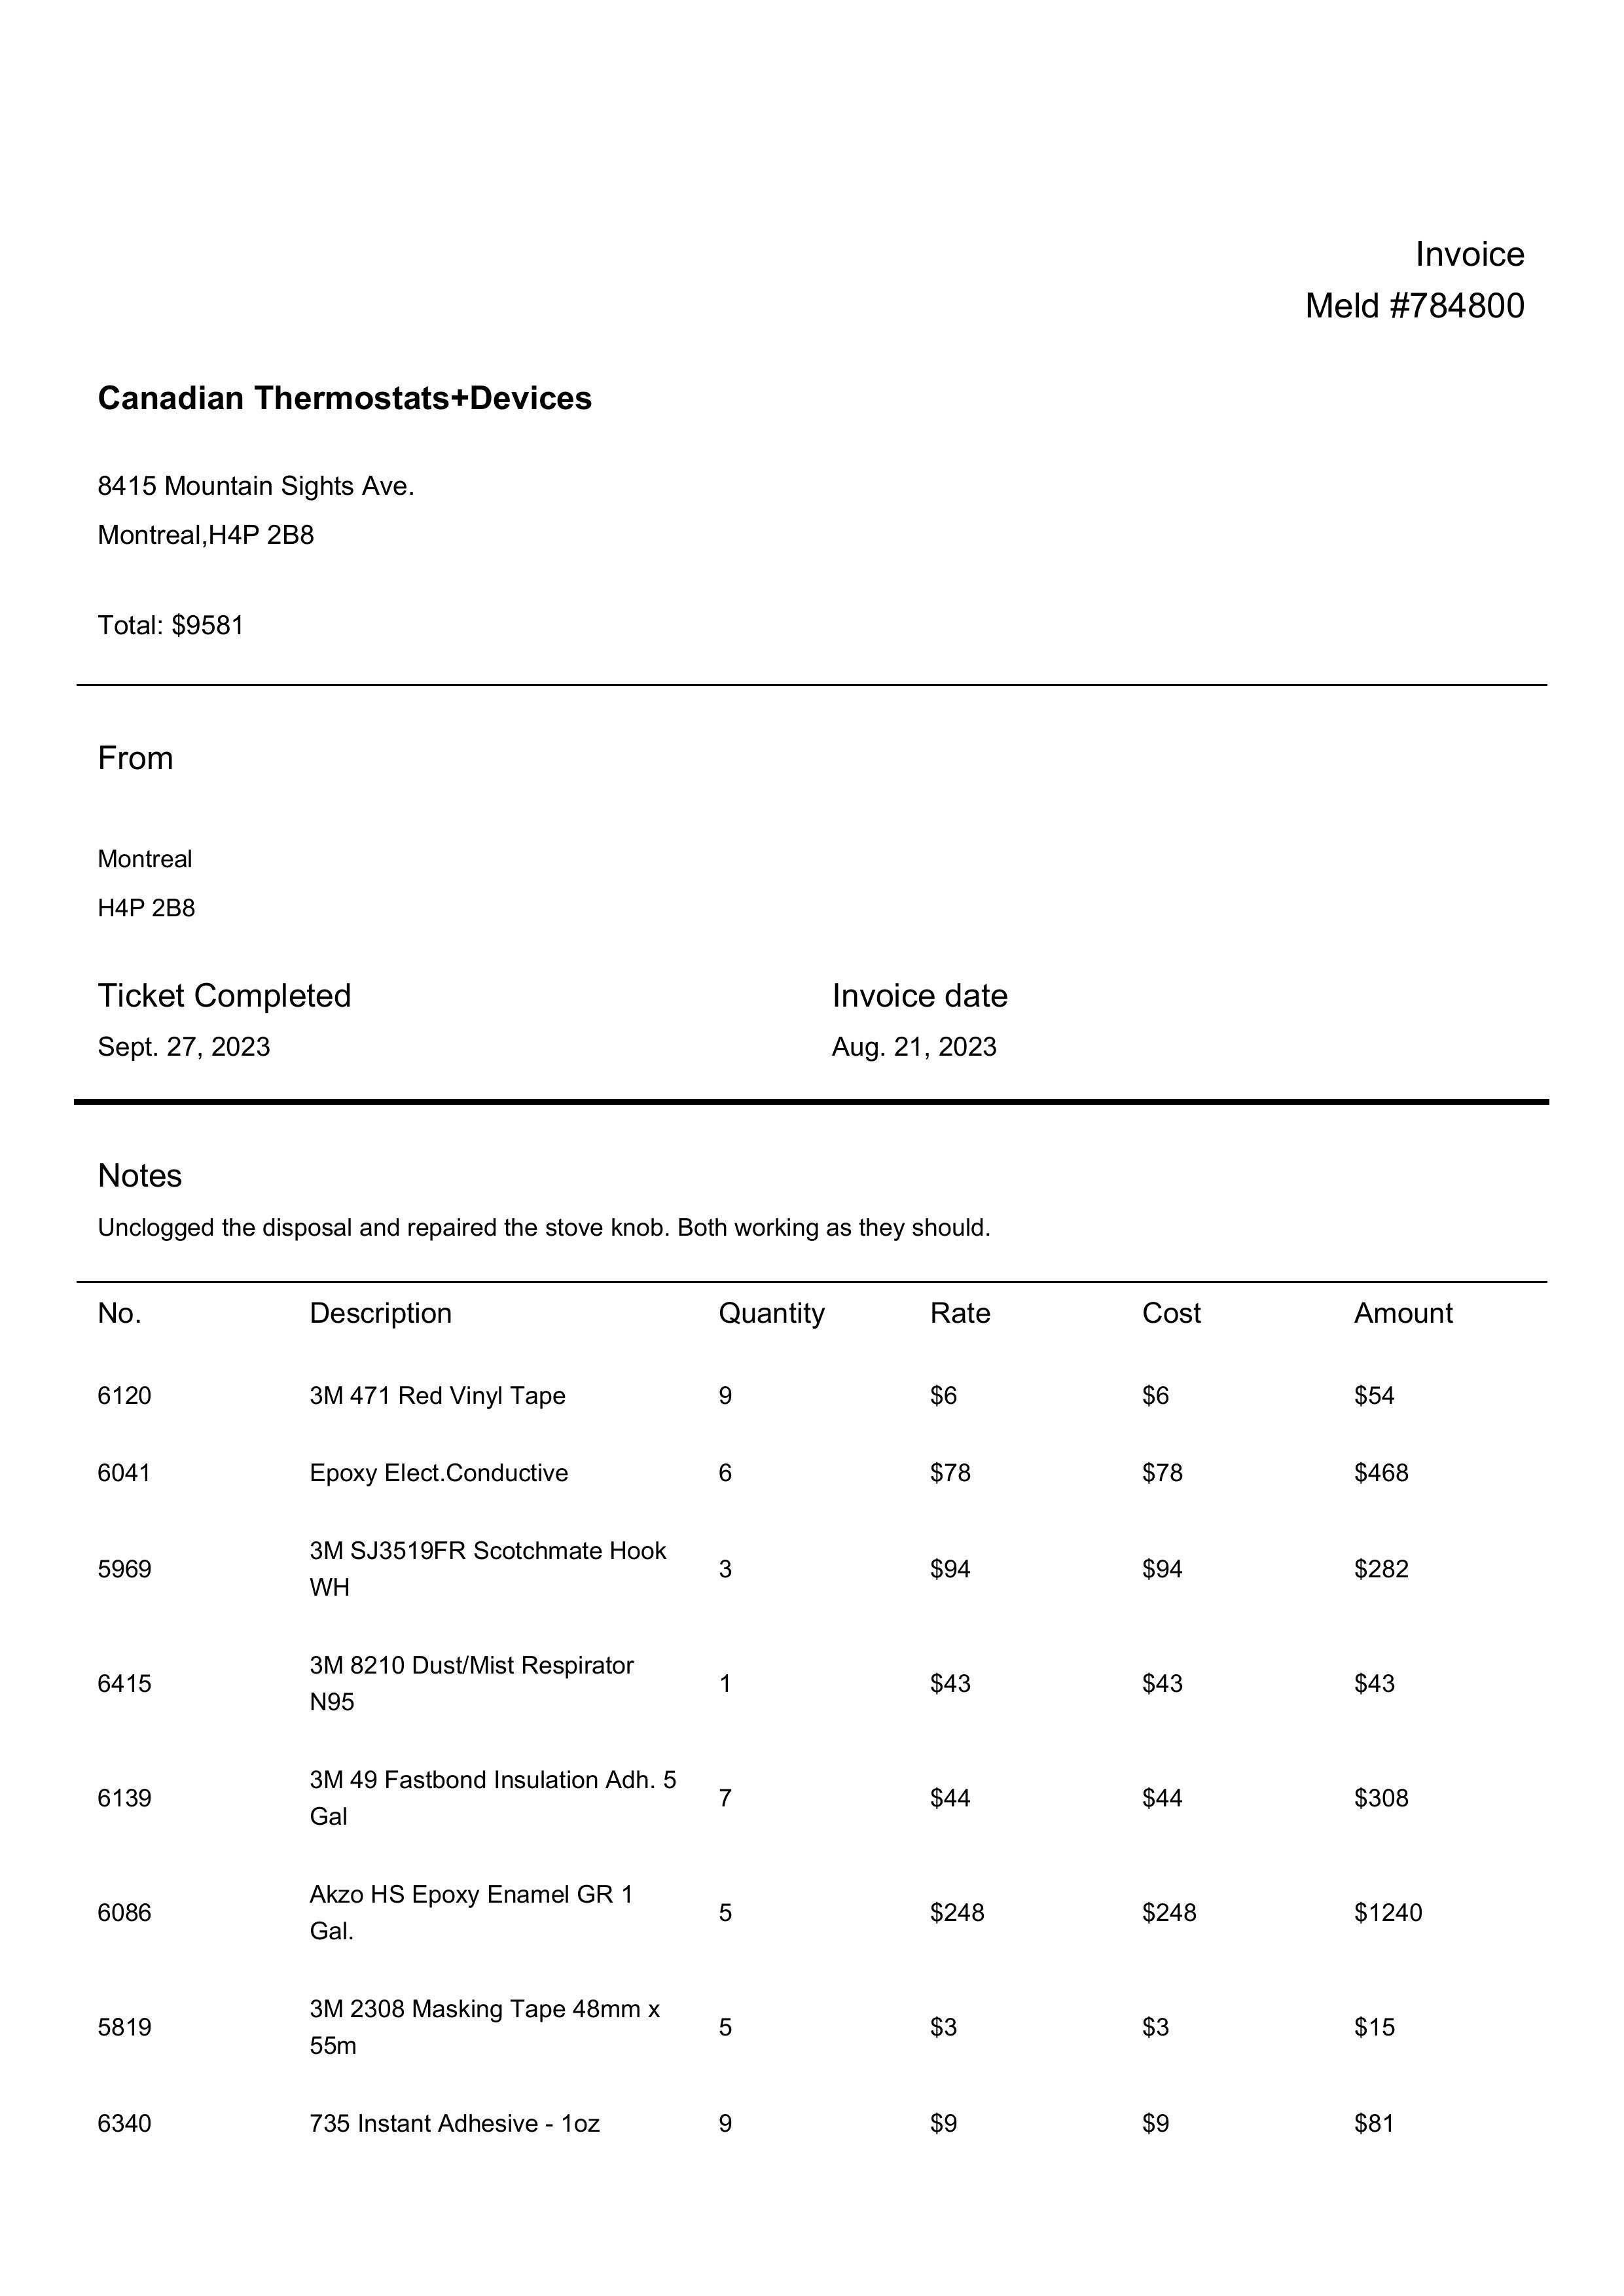 Invoice
Meld #784800
Canadian Thermostats+Devices
8415 Mountain Sights Ave.
Montreal,H4P 2B8
Total: $9581
From
Montreal
H4P 2B8
Ticket Completed Invoice date
Sept. 27, 2023 Aug. 21, 2023
Notes
Unclogged the disposal and repaired the stove knob. Both working as they should.
No. Description Quantity Rate Cost Amount
6120 3M 471 Red Vinyl Tape 9 $6 $6 $54
6041 Epoxy Elect.Conductive 6 $78 $78 $468
5969 3M SJ3519FR Scotchmate Hook
WH 3 $94 $94 $282
6415 3M 8210 Dust/Mist Respirator
N95 1 $43 $43 $43
6139 3M 49 Fastbond Insulation Adh. 5
Gal 7 $44 $44 $308
6086 Akzo HS Epoxy Enamel GR 1
Gal. 5 $248 $248 $1240
5819 3M 2308 Masking Tape 48mm x
55m 5 $3 $3 $15
6340 735 Instant Adhesive - 1oz 9 $9 $9 $81